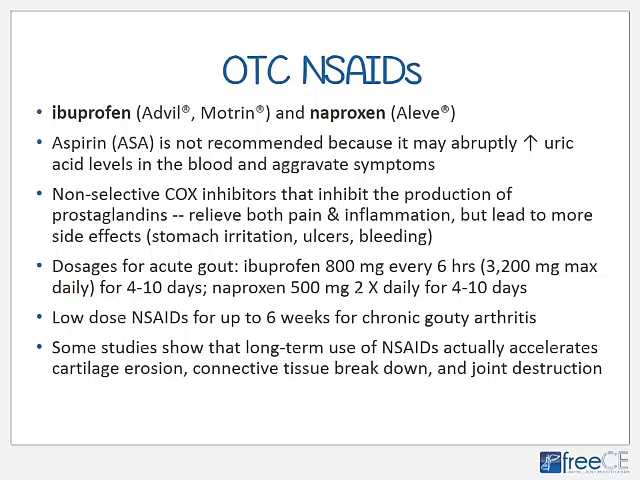 OTC NSAIDs
• ibuprofen (Advil®, Motrin®) and naproxen (Aleve®)
• Aspirin (ASA) is not recommended because it may abruptly ↑ uric
acid levels in the blood and aggravate symptoms
• Non-selective COX inhibitors that inhibit the production of
prostaglandins -- relieve both pain & inflammation, but lead to more
side effects (stomach irritation, ulcers, bleeding)
• Dosages for acute gout: ibuprofen 800 mg every 6 hrs (3,200 mg max
daily) for 4-10 days; naproxen 500 mg 2 X daily for 4-10 days
• Low dose NSAIDs for up to 6 weeks for chronic gouty arthritis
• Some studies show that long-term use of NSAIDs actually accelerates
cartilage erosion, connective tissue break down, and joint destruction
freeCE